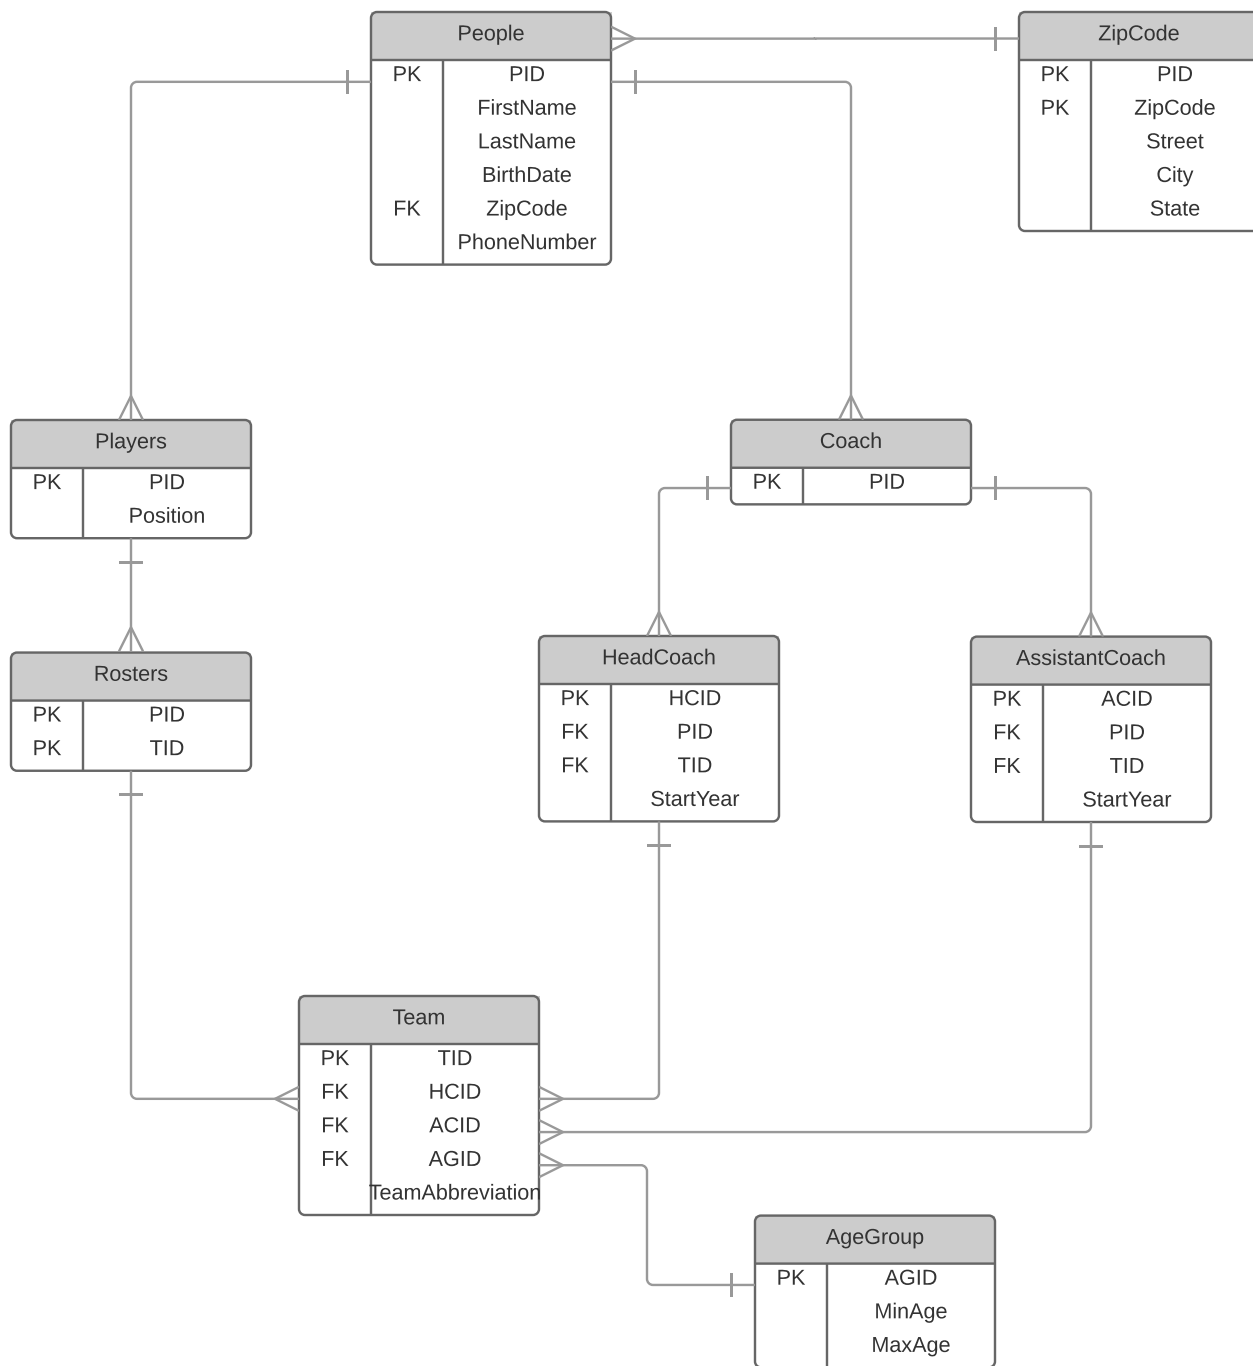 People
PK PID
FirstName
LastName
BirthDate
FK ZipCode
PhoneNumber
ZipCode
PK PID
PK ZipCode
Street
City
State
Players
PK PID
Position
Coach
PK PID
Rosters
PK PID
PK TID
HeadCoach
PK HCID
FK PID
FK TID
StartYear
AssistantCoach
PK ACID
FK PID
FK TID
StartYear
Team
PK TID
FK HCID
FK ACID
FK AGID
TeamAbbreviation
AgeGroup
PK AGID
MinAge
MaxAge